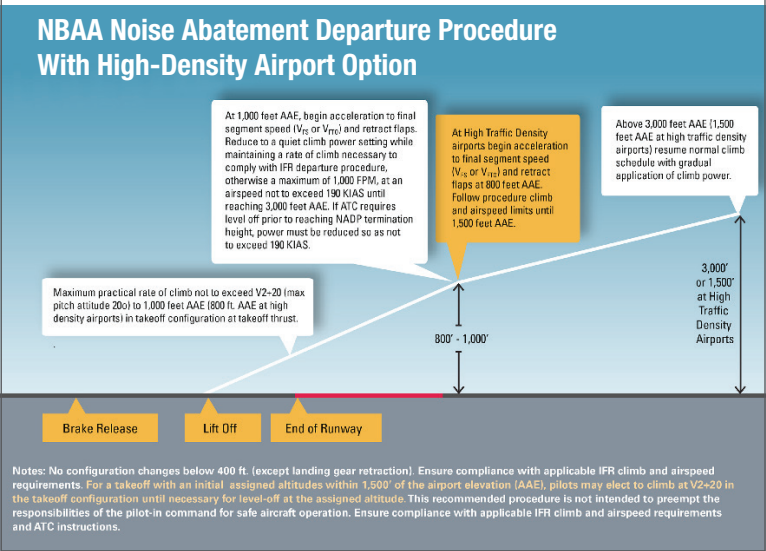 NBAA Noise Abatement Departure Procedure
With High-Density Airport Option
At 1,000 feet AAE, begin acceleration to final
segment speed (VFS or VFTO) and retract flaps.
Reduce to a quiet climb power setting while
maintaining a rate of climb necessary to
comply with IFR departure procedure,
otherwise a maximum of 1,000 FPM, at an
airspeed not to exceed 190 KIAS until
reaching 3,000 feet AAE. If ATC requires
level off prior to reaching NADP termination
height, power must be reduced so as not
to exceed 190 KIAS.
At High Traffic Density
airports begin acceleration
to final segment speed
(VFS or VFTO) and retract
flaps at 800 feet AAE.
Follow procedure climb
and airspeed limits until
1,500 feet AAE.
Above 3,000 feet AAE (1,500
feet AAE at high traffic density
airports) resume normal climb
schedule with gradual
application of climb power.
Maximum practical rate of climb not to exceed V2+20 (max
pitch attitude 20o) to 1,000 feet AAE (800 ft. AAE at high
density airports) in takeoff configuration at takeoff thrust.
.
800' - 1,000'
3,000'
or 1,500'
at High
Traffic
Density
Airports
Brake Release
Lift Off
End of Runway
Notes: No configuration changes below 400 ft. (except landing gear retraction). Ensure compliance with applicable IFR climb and airspeed
requirements. For a takeoff with an initial assigned altitudes within 1,500' of the airport elevation (AAE), pilots may elect to climb at V2+20 in
the takeoff configuration until necessary for level-off at the assigned altitude. This recommended procedure is not intended to preempt the
responsibilities of the pilot-in command for safe aircraft operation. Ensure compliance with applicable IFR climb and airspeed requirements
and ATC instructions.